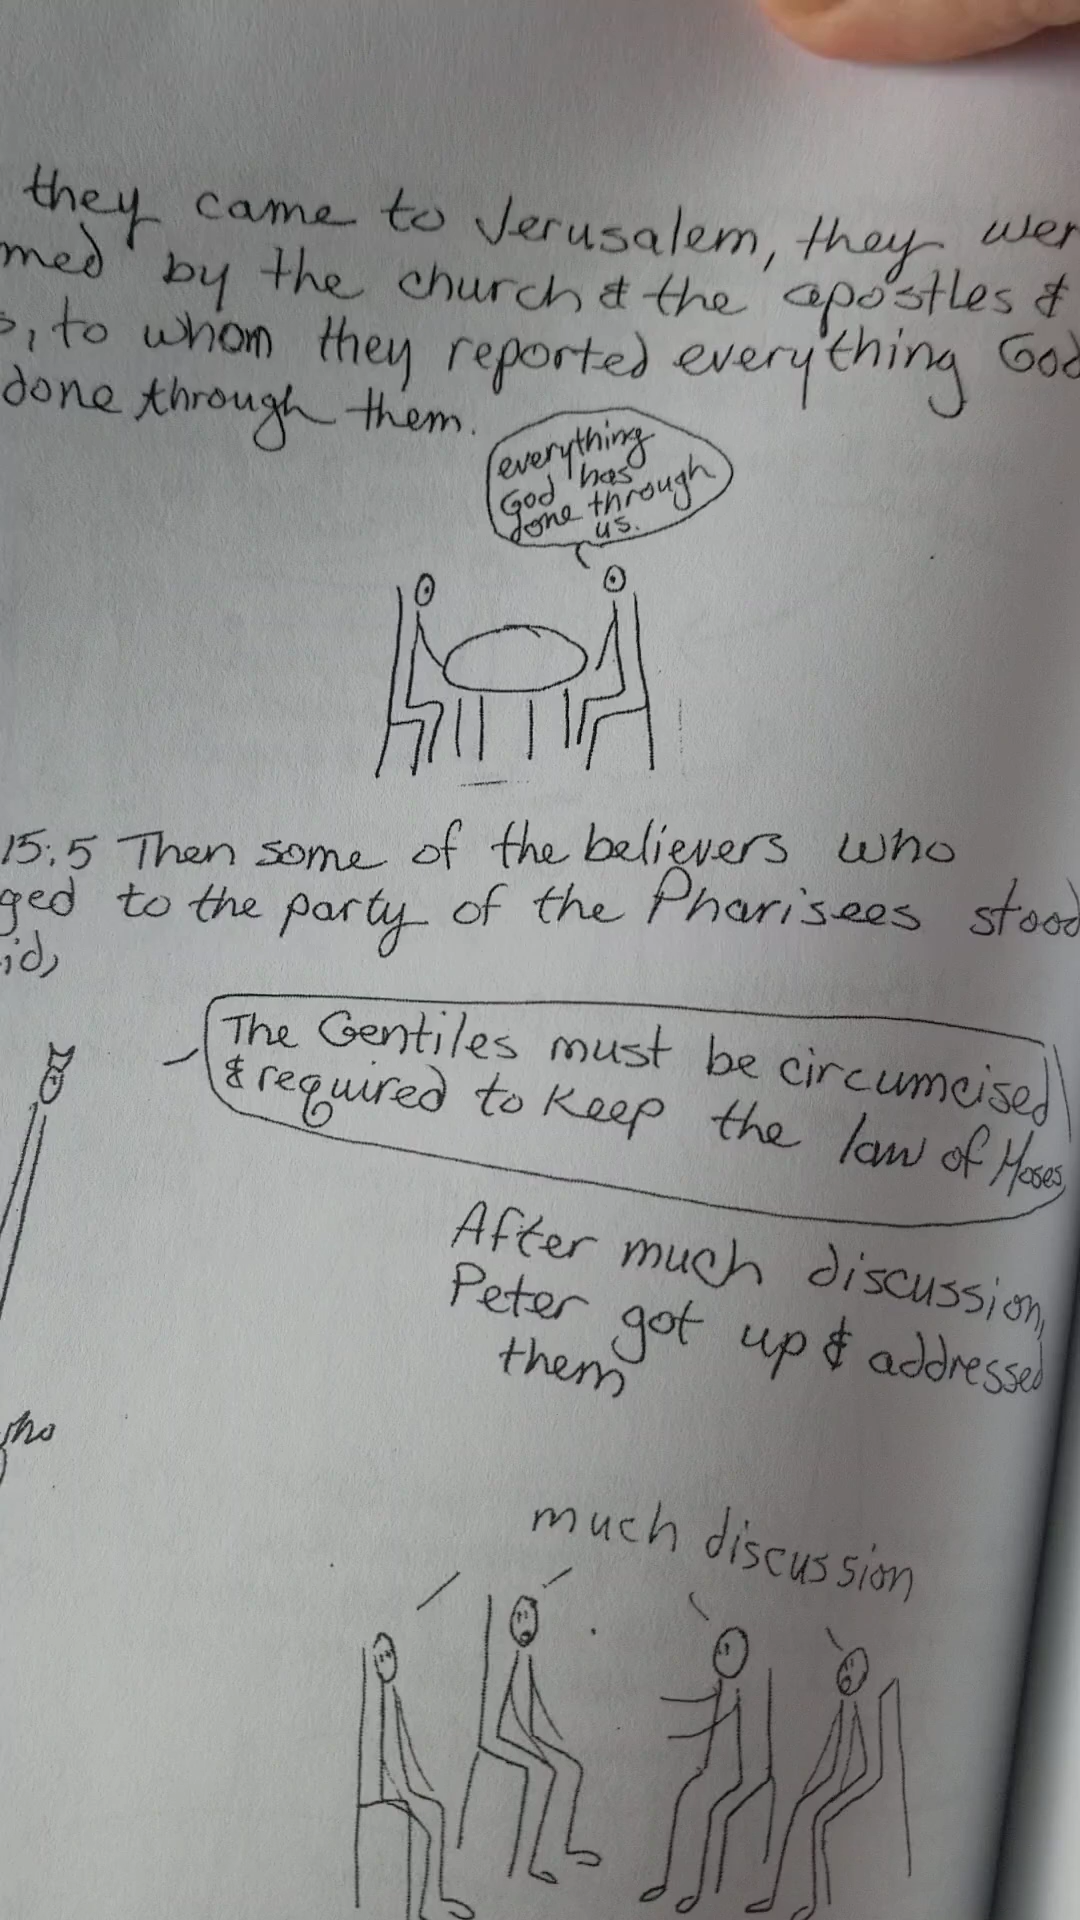 they came to Jerusalem, they wer
med by the church & the apostles &
s, to whom they reported everything God
done through them.
everything
God has
done through
us.
15:5 Then some of the believers who
ged to the party of the Pharisees stood
id,
The Gentiles must be circumcised
& required to keep the law of Moses
After much discussion,
Peter got up & addressed
them
who
much discussion